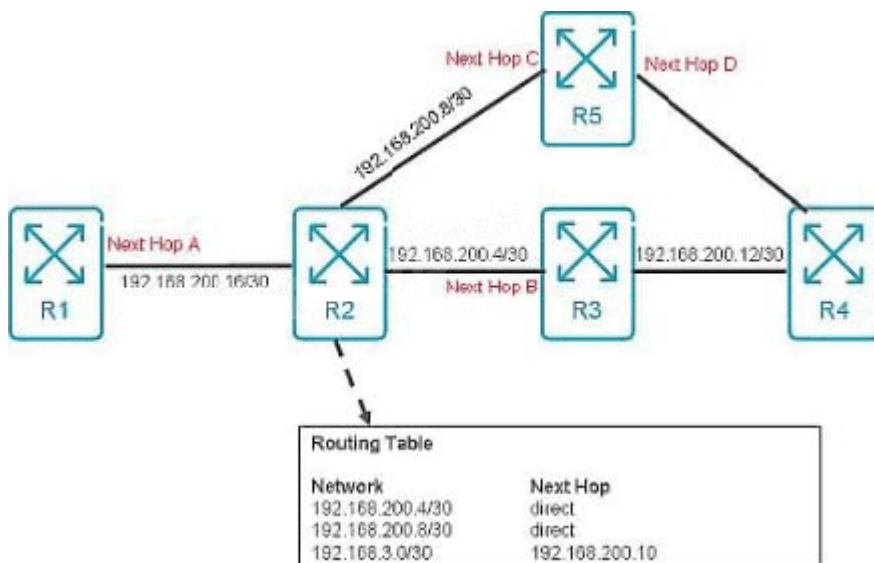 Next Hop C
Next Hop D
R5
192.168.200.8/30
Next Hop A
192.168.200.4/30
192.168.200.12/30
192.168.200.16/30
Next Hop B
R1
R2
R3
R4
Routing Table
Network Next Hop
192.168.200.4/30 direct
192.168.200.8/30 direct
192.168.3.0/30 192.168.200.10